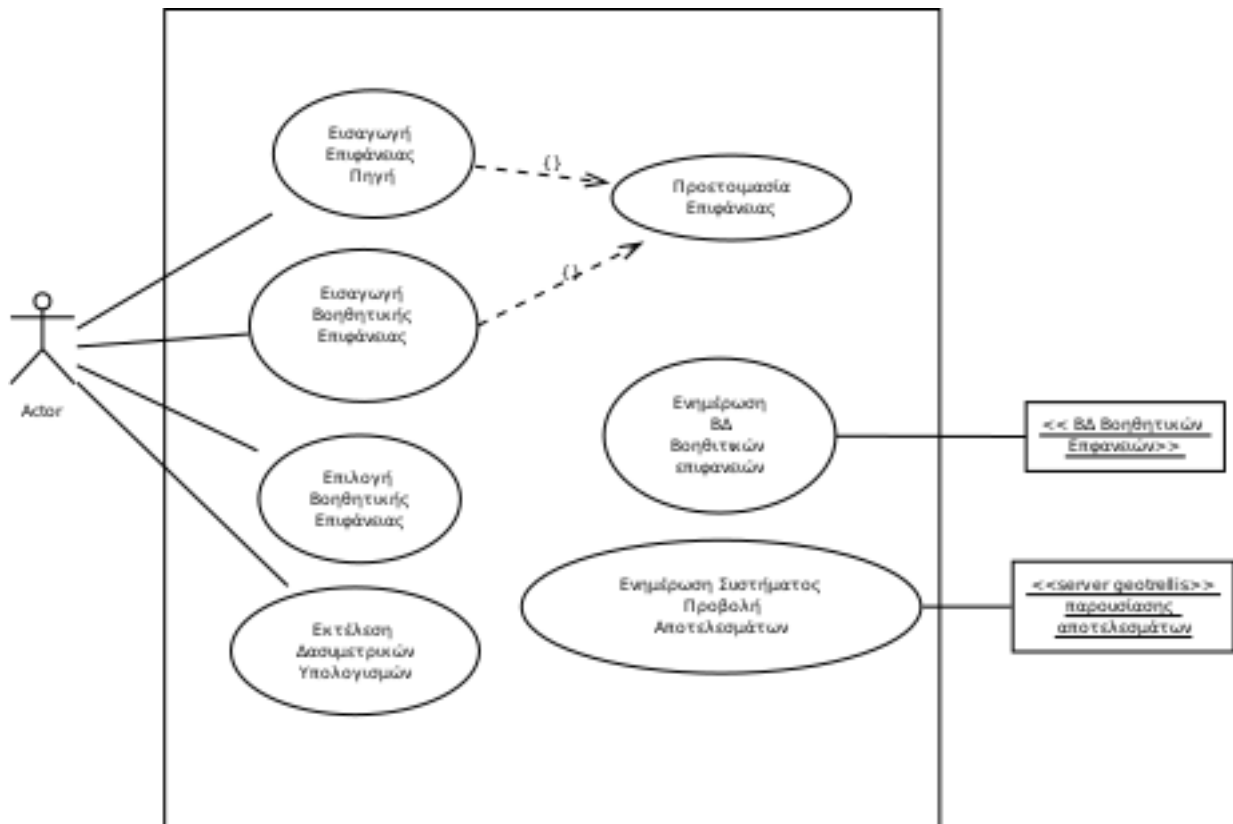 Εισαγωγή
Επιφάνειας
Πηγή
{}
Προετοιμασία
Επιφάνειας
Εισαγωγή
Βοηθητικής
Επιφάνειας
{}
Actor
Ενημέρωση
ΒΔ
Βοηθιτικών
επιφανειών
<< ΒΔ Βοηθητικών
Επφανειών>>
Επιλογή
Βοηθητικής
Επιφάνειας
Ενημέρωση Συστήματος
Προβολή
Αποτελεσμάτων
<<server geotrellis>>
παρουσίασης
αποτελεσμάτων
Εκτέλεση
Δασυμετρικών
Υπολογισμών